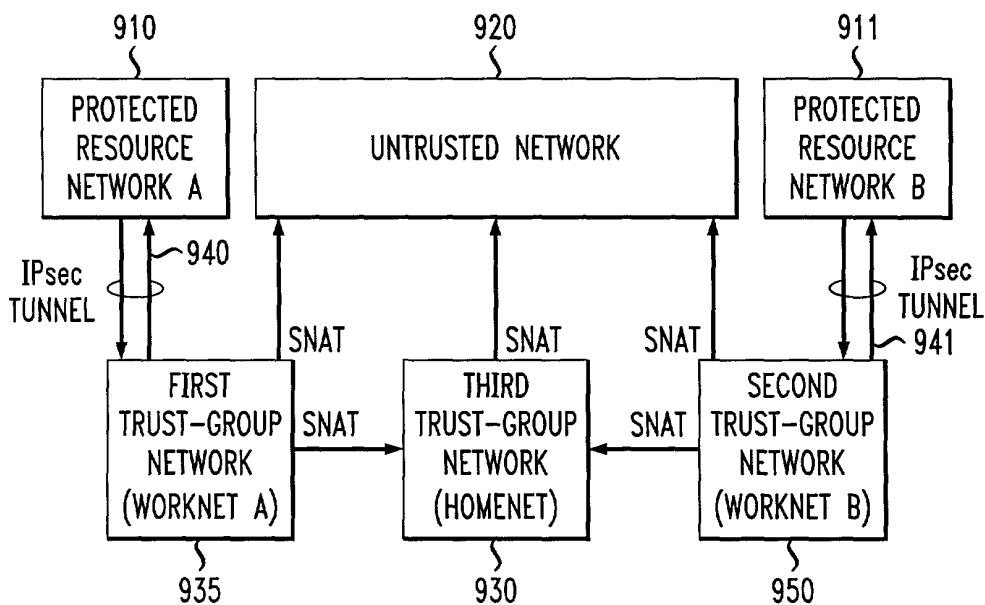 910
920
911
PROTECTED
RESOURCE
NETWORK A
UNTRUSTED NETWORK
PROTECTED
RESOURCE
NETWORK B
940
IPsec
TUNNEL
IPsec
TUNNEL
941
SNAT
SNAT
SNAT
FIRST
TRUST-GROUP
NETWORK
(WORKNET A)
SNAT
THIRD
TRUST-GROUP
NETWORK
(HOMENET)
SNAT
SECOND
TRUST-GROUP
NETWORK
(WORKNET B)
935
930
950